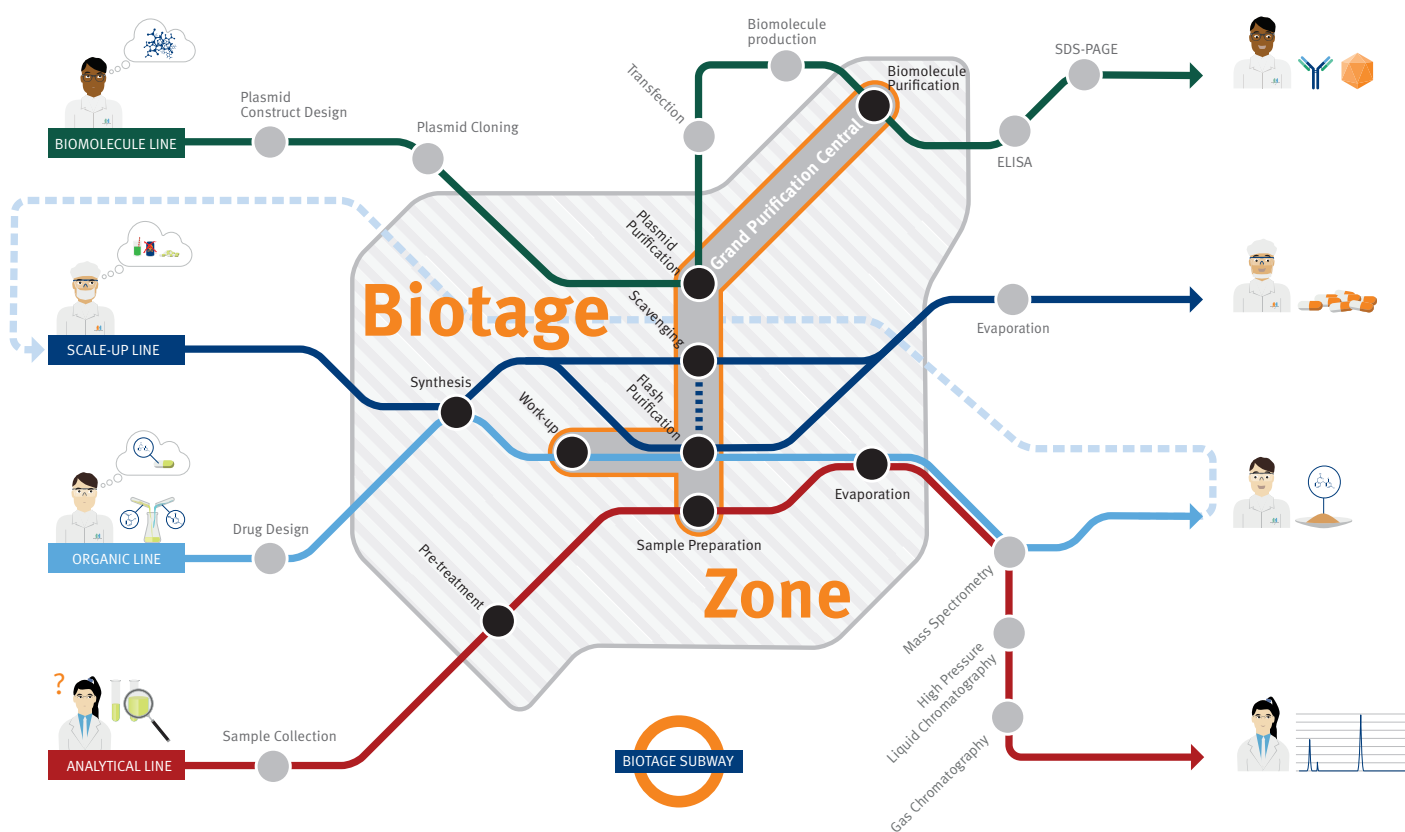 Biomolecule
production
SDS-PAGE
Transfection
Biomolecule
Purification
Plasmid
Construct Design
Plasmid Cloning
BIOMOLECULE LINE
Grand Purification Central
ELISA
Plasmid
Purification
Biotage
Scavenging
Evaporation
SCALE-UP LINE
Synthesis
Flash
Purification
Work-up
Evaporation
Drug Design
ORGANIC LINE
Sample Preparation
Pre-treatment
Zone
Mass Spectrometry
High Pressure
Liquid Chromatography
Gas Chromatography
?
Sample Collection
ANALYTICAL LINE
BIOTAGE SUBWAY